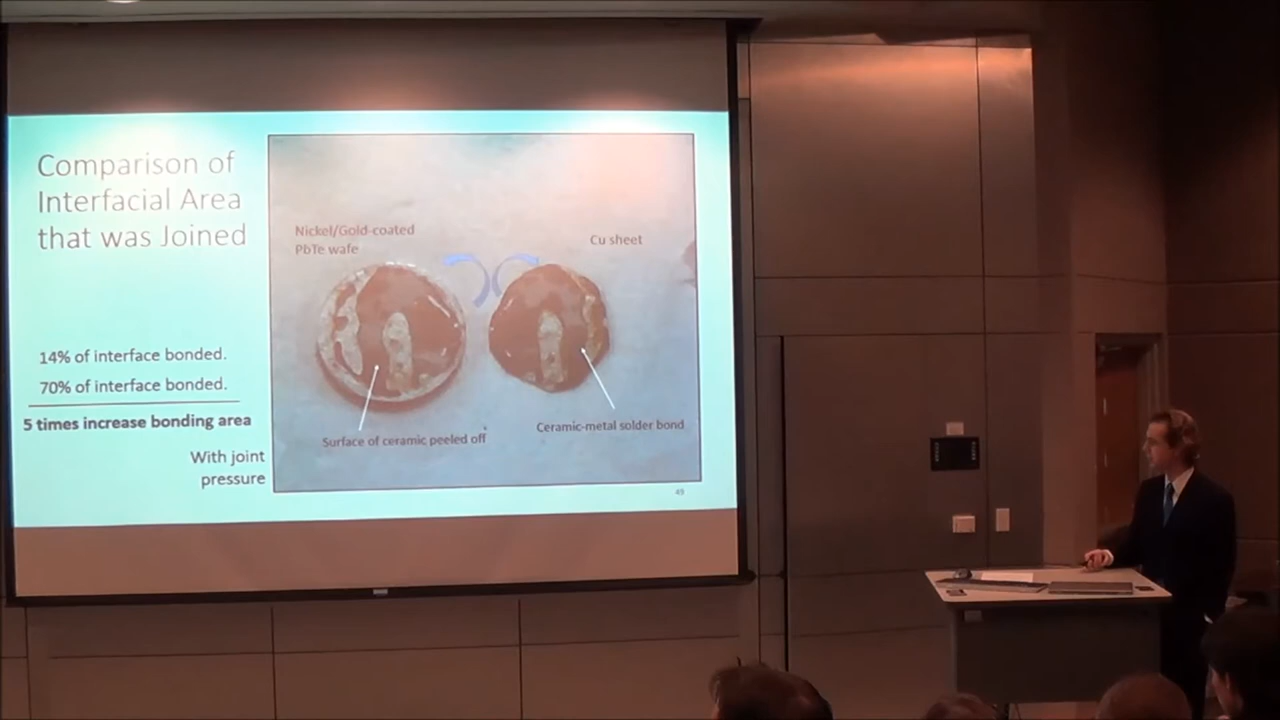 Comparison of
Interfacial Area
that was Joined
14% of interface bonded.
70% of interface bonded.
5 times increase bonding area
With joint
pressure
Nickel/Gold-coated
PbTe wafe
Cu sheet
Surface of ceramic peeled off
Ceramic-metal solder bond
49